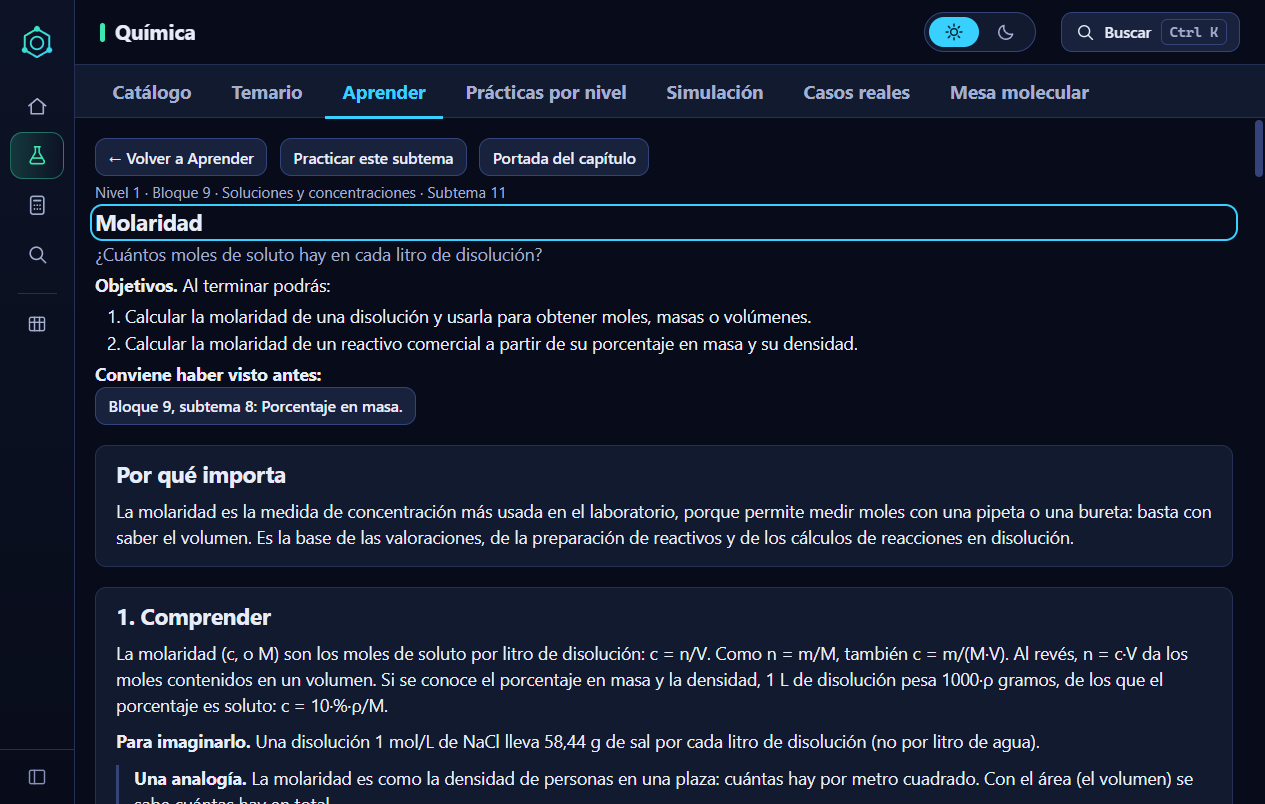 Química
Buscar Ctrl K
Catálogo Temario Aprender Prácticas por nivel Simulación Casos reales Mesa molecular
← Volver a Aprender Practicar este subtema Portada del capítulo
Nivel 1 · Bloque 9 · Soluciones y concentraciones · Subtema 11
Molaridad
¿Cuántos moles de soluto hay en cada litro de disolución?
Objetivos. Al terminar podrás:
1. Calcular la molaridad de una disolución y usarla para obtener moles, masas o volúmenes.
2. Calcular la molaridad de un reactivo comercial a partir de su porcentaje en masa y su densidad.
Conviene haber visto antes:
Bloque 9, subtema 8: Porcentaje en masa.
Por qué importa
La molaridad es la medida de concentración más usada en el laboratorio, porque permite medir moles con una pipeta o una bureta: basta con
saber el volumen. Es la base de las valoraciones, de la preparación de reactivos y de los cálculos de reacciones en disolución.
1. Comprender
La molaridad (c, o M) son los moles de soluto por litro de disolución: c = n/V. Como n = m/M, también c = m/(M·V). Al revés, n = c·V da los
moles contenidos en un volumen. Si se conoce el porcentaje en masa y la densidad, 1 L de disolución pesa 1000·ρ gramos, de los que el
porcentaje es soluto: c = 10·%·ρ/M.
Para imaginarlo. Una disolución 1 mol/L de NaCl lleva 58,44 g de sal por cada litro de disolución (no por litro de agua).
Una analogía. La molaridad es como la densidad de personas en una plaza: cuántas hay por metro cuadrado. Con el área (el volumen) se
sabe cuántas hay en total.